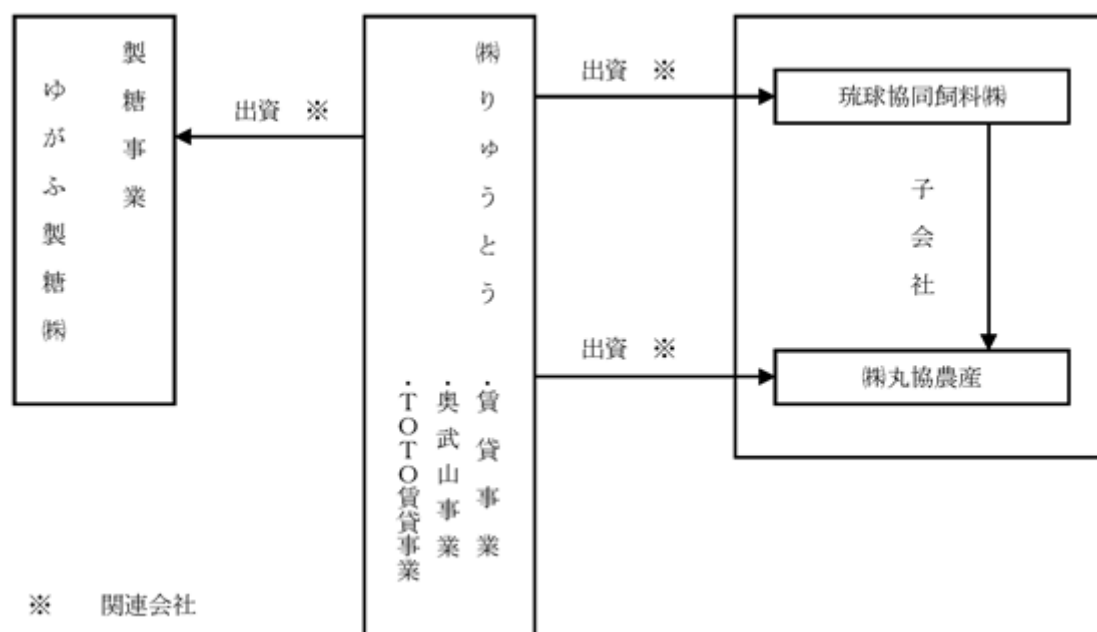 製糖事業
ゆがふ製糖㈱
出資 ※
㈱りゅうとう
・賃貸事業
・奥武山事業
・TOTO賃貸事業
出資 ※
琉球協同飼料㈱
子会社
出資 ※
㈱丸協農産
※ 関連会社